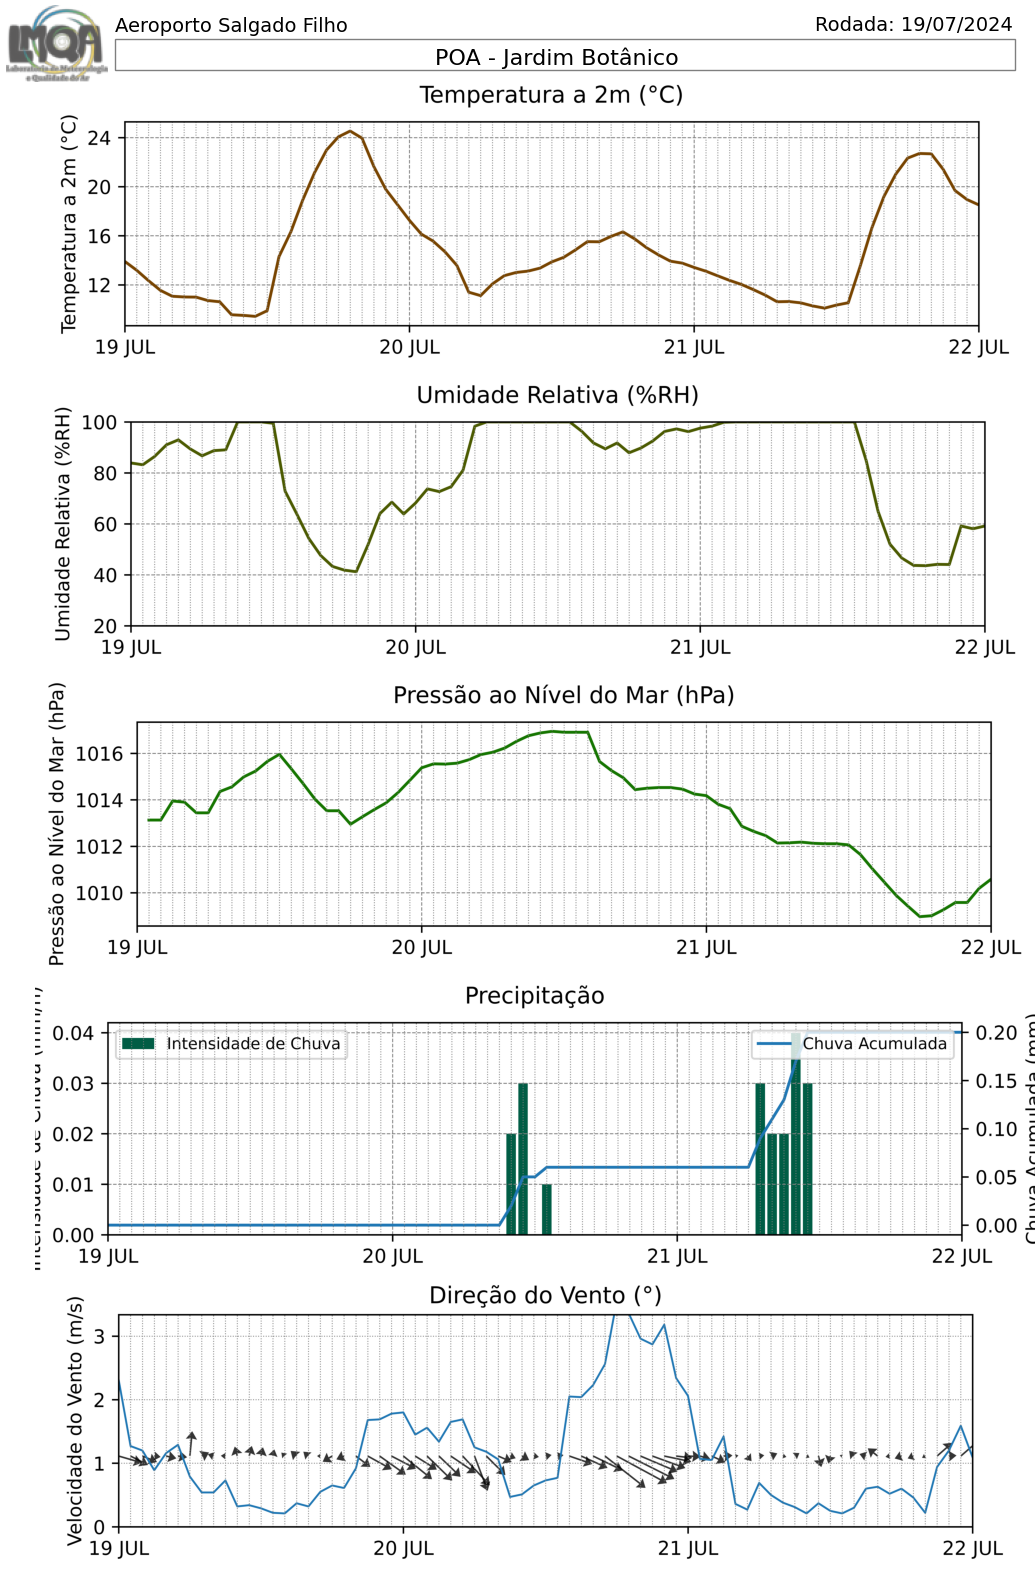 LMQA
Laboratório de Meteorologia
e Qualidade do Ar
Aeroporto Salgado Filho
Rodada: 19/07/2024
POA - Jardim Botânico
Temperatura a 2m (°C)
Temperatura a 2m (°C)
24
20
16
12
19 JUL
20 JUL
21 JUL
22 JUL
Umidade Relativa (%RH)
Umidade Relativa (%RH)
100
80
60
40
20
19 JUL
20 JUL
21 JUL
22 JUL
Pressão ao Nível do Mar (hPa)
Pressão ao Nível do Mar (hPa)
1016
1014
1012
1010
19 JUL
20 JUL
21 JUL
22 JUL
Precipitação
Intensidade de Chuva (mm/h)
0.04
0.03
0.02
0.01
0.00
Intensidade de Chuva
Chuva Acumulada
0.20
0.15
0.10
0.05
0.00
Chuva Acumulada (mm)
19 JUL
20 JUL
21 JUL
22 JUL
Direção do Vento (°)
Velocidade do Vento (m/s)
3
2
1
0
19 JUL
20 JUL
21 JUL
22 JUL